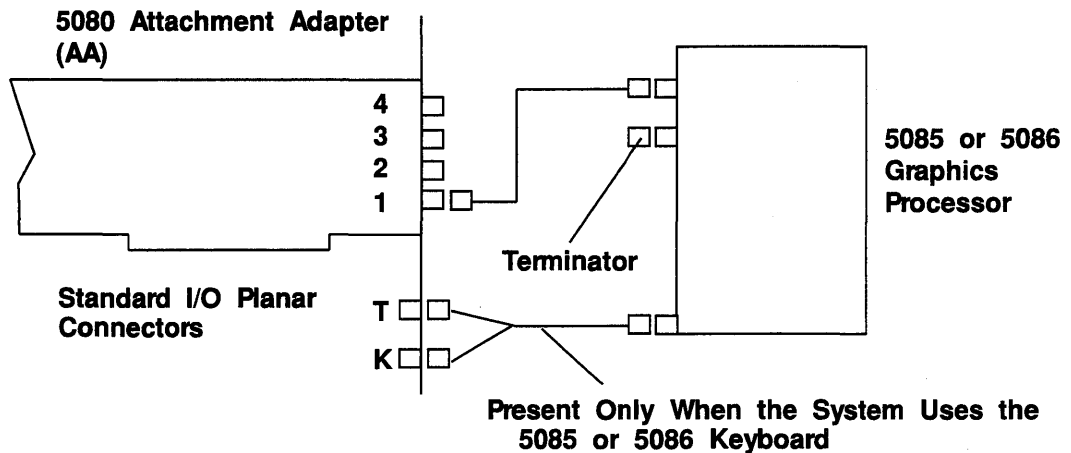 5080 Attachment Adapter
(AA)
4
3
2
1
5085 or 5086
Graphics
Processor
Terminator
Standard I/O Planar
Connectors
T
K
Present Only When the System Uses the
5085 or 5086 Keyboard